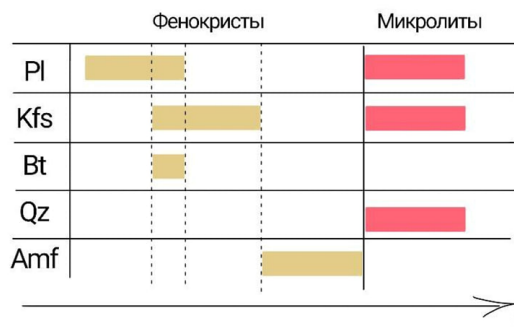 Фенокристы Микролиты
Pl
Kfs
Bt
Qz
Amf